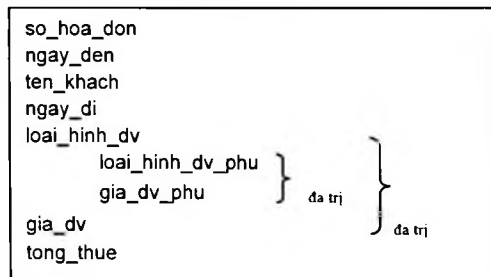 so_hoa_don
ngay_den
ten_khach
ngay_di
loai_hinh_dv
loai_hinh_dv_phu
gia_dv_phu
đa trị
gia_dv
đa trị
tong_thue